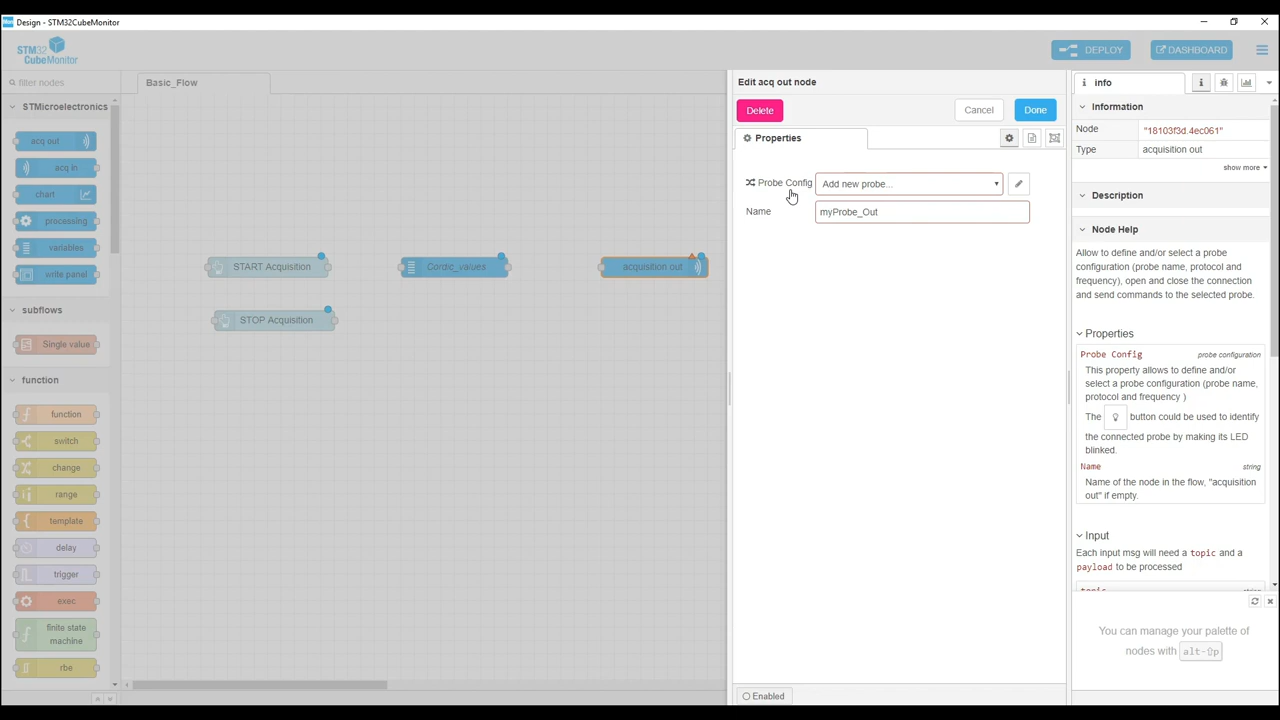 Design - STM32CubeMonitor
STM32
CubeMonitor
DEPLOY
DASHBOARD
filter nodes
STMicroelectronics
acq out
acq in
chart
processing
variables
write panel
subflows
Single value
function
function
switch
change
range
template
delay
trigger
exec
finite state
machine
rbe
Basic_Flow
START Acquisition
Cordic_values
acquisition out
STOP Acquisition
Edit acq out node
Delete
Cancel
Done
Properties
Probe Config
Add new probe...
Name
myProbe_Out
Enabled
i info
i
Information
Node "18103f3d.4ec061"
Type acquisition out
show more
Description
Node Help
Allow to define and/or select a probe
configuration (probe name, protocol and
frequency), open and close the connection
and send commands to the selected probe.
Properties
Probe Config probe configuration
This property allows to define and/or
select a probe configuration (probe name,
protocol and frequency )
The button could be used to identify
the connected probe by making its LED
blinked.
Name string
Name of the node in the flow, "acquisition
out" if empty.
Input
Each input msg will need a topic and a
payload to be processed
You can manage your palette of
nodes with alt-⇧p